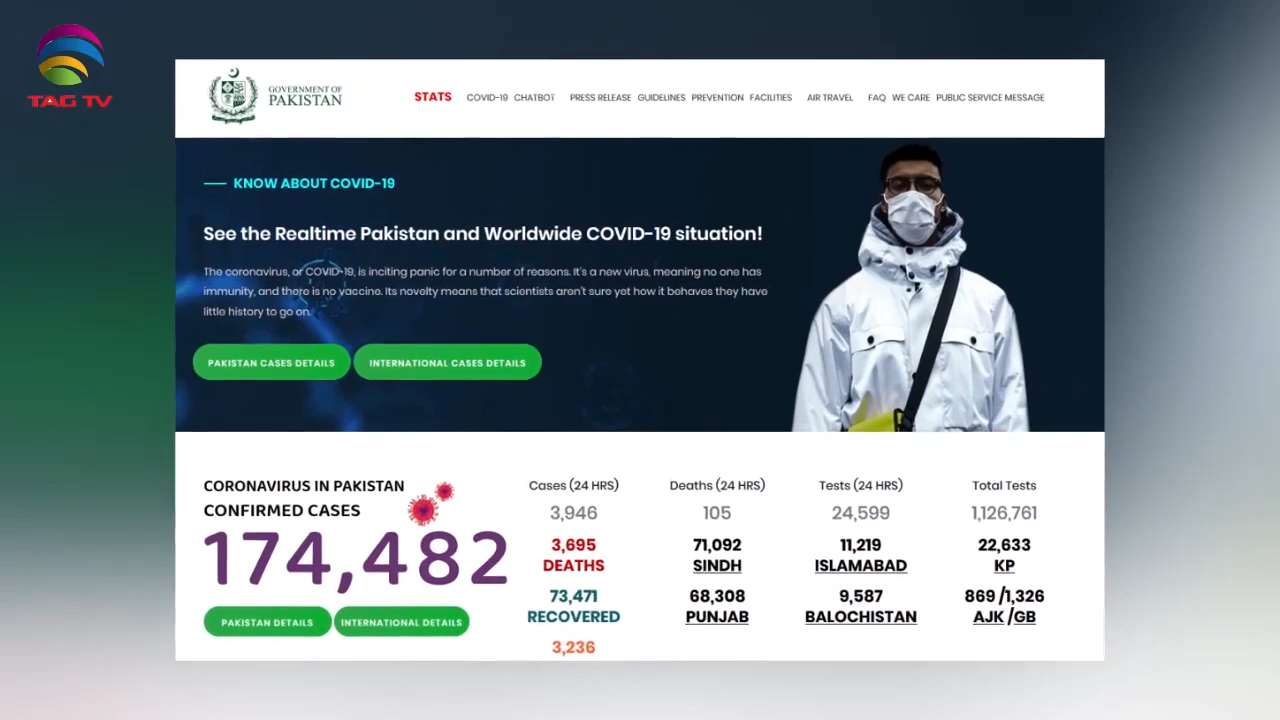 TAG TV
GOVERNMENT OF
PAKISTAN
STATS COVID-19 CHATBOT PRESS RELEASE GUIDELINES PREVENTION FACILITIES AIR TRAVEL FAQ WE CARE PUBLIC SERVICE MESSAGE
KNOW ABOUT COVID-19
See the Realtime Pakistan and Worldwide COVID-19 situation!
The coronavirus, or COVID-19, is inciting panic for a number of reasons. It's a new virus, meaning no one has
immunity, and there is no vaccine. Its novelty means that scientists aren't sure yet how it behaves they have
little history to go on.
PAKISTAN CASES DETAILS INTERNATIONAL CASES DETAILS
CORONAVIRUS IN PAKISTAN
CONFIRMED CASES
174,482
PAKISTAN DETAILS INTERNATIONAL DETAILS
Cases (24 HRS) Deaths (24 HRS) Tests (24 HRS) Total Tests
3,946 105 24,599 1,126,761
3,695 71,092 11,219 22,633
DEATHS SINDH ISLAMABAD KP
73,471 68,308 9,587 869 /1,326
RECOVERED PUNJAB BALOCHISTAN AJK /GB
3,236